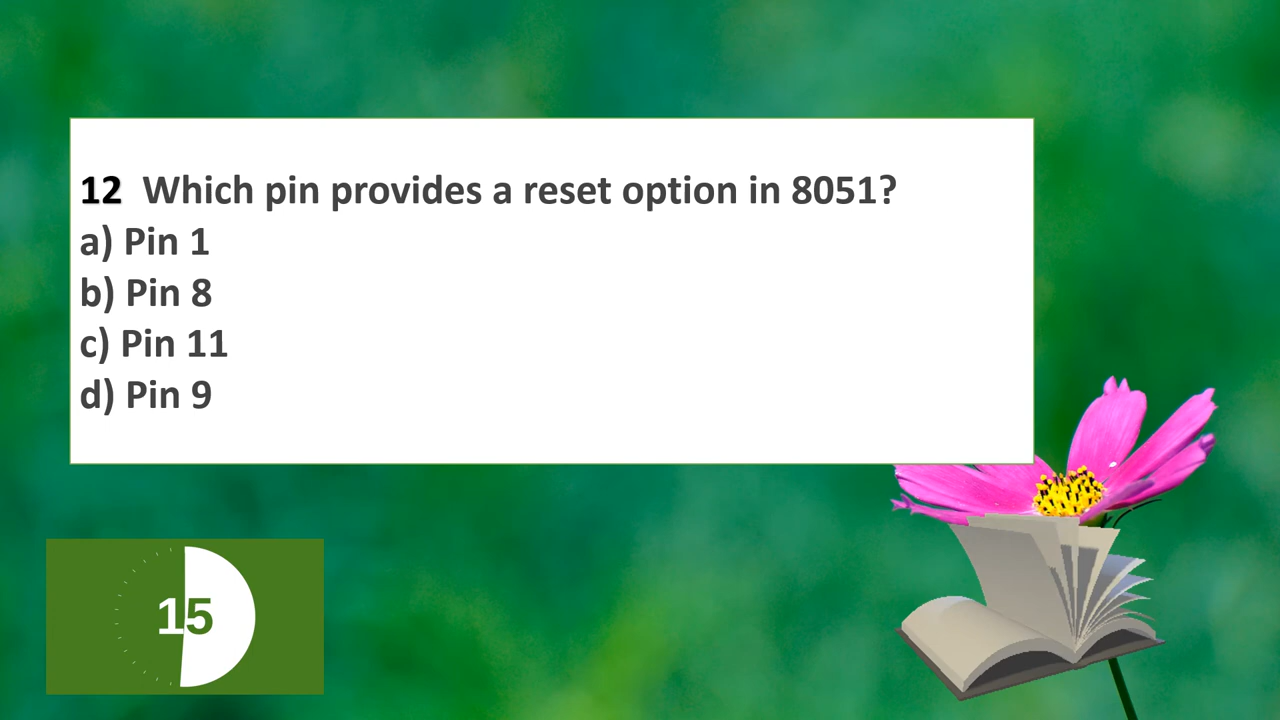 12 Which pin provides a reset option in 8051?
a) Pin 1
b) Pin 8
c) Pin 11
d) Pin 9
15